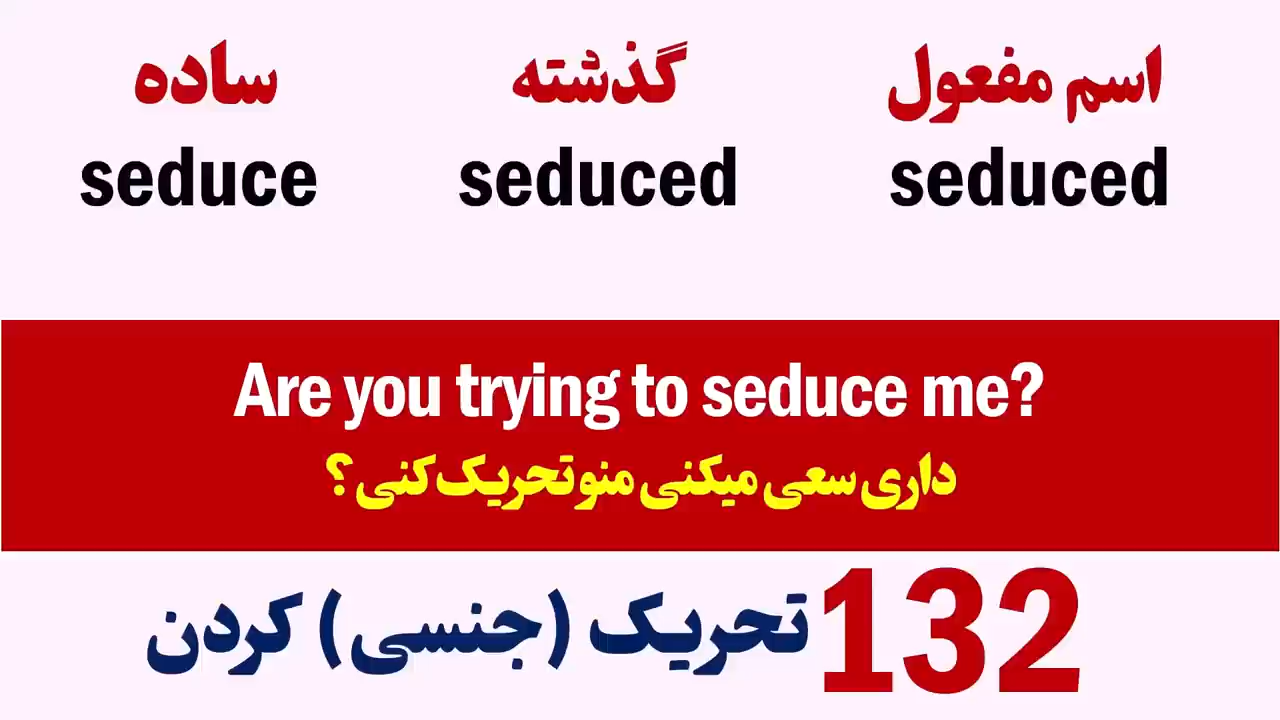 ساده گذشته اسم مفعول
seduce seduced seduced
Are you trying to seduce me?
داری سعی میکنی منو تحریک کنی ؟
132 تحریک (جنسی) کردن